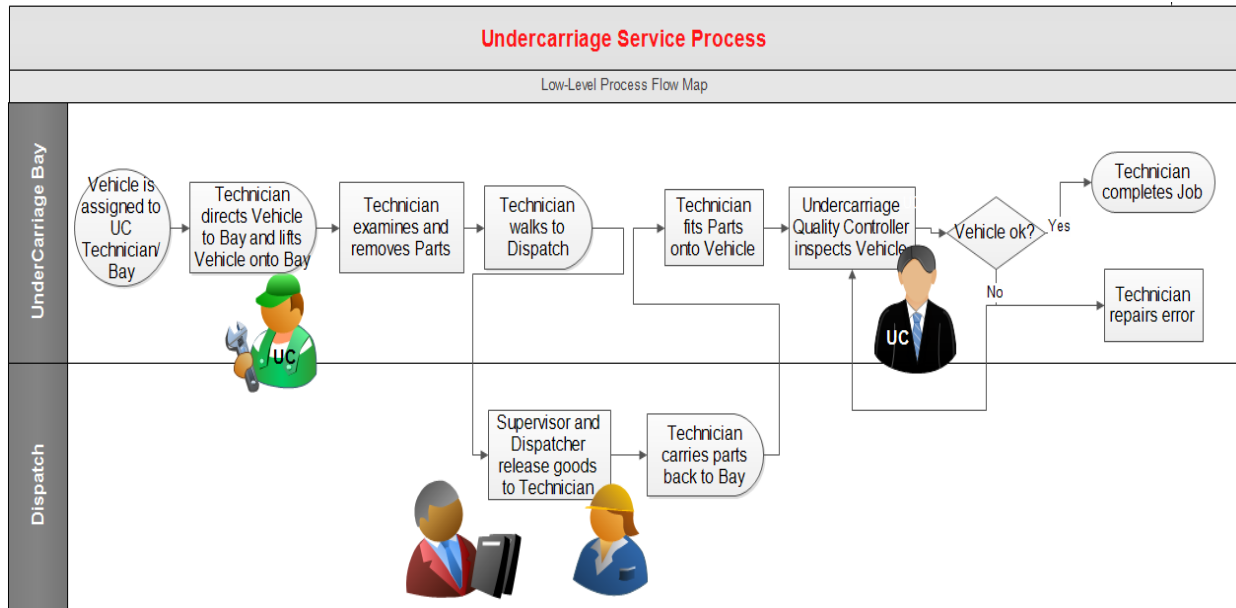 Undercarriage Service Process
Low-Level Process Flow Map
UnderCarriage Bay
Vehicle is
assigned to
UC
Technician/
Bay
Technician
directs Vehicle
to Bay and lifts
Vehicle onto Bay
Technician
examines and
removes Parts
Technician
walks to
Dispatch
Technician
fits Parts
onto Vehicle
Undercarriage
Quality Controller
inspects Vehicle
Vehicle ok?
Yes
Technician
completes Job
No
Technician
repairs error
UC
UC
Dispatch
Supervisor and
Dispatcher
release goods
to Technician
Technician
carries parts
back to Bay